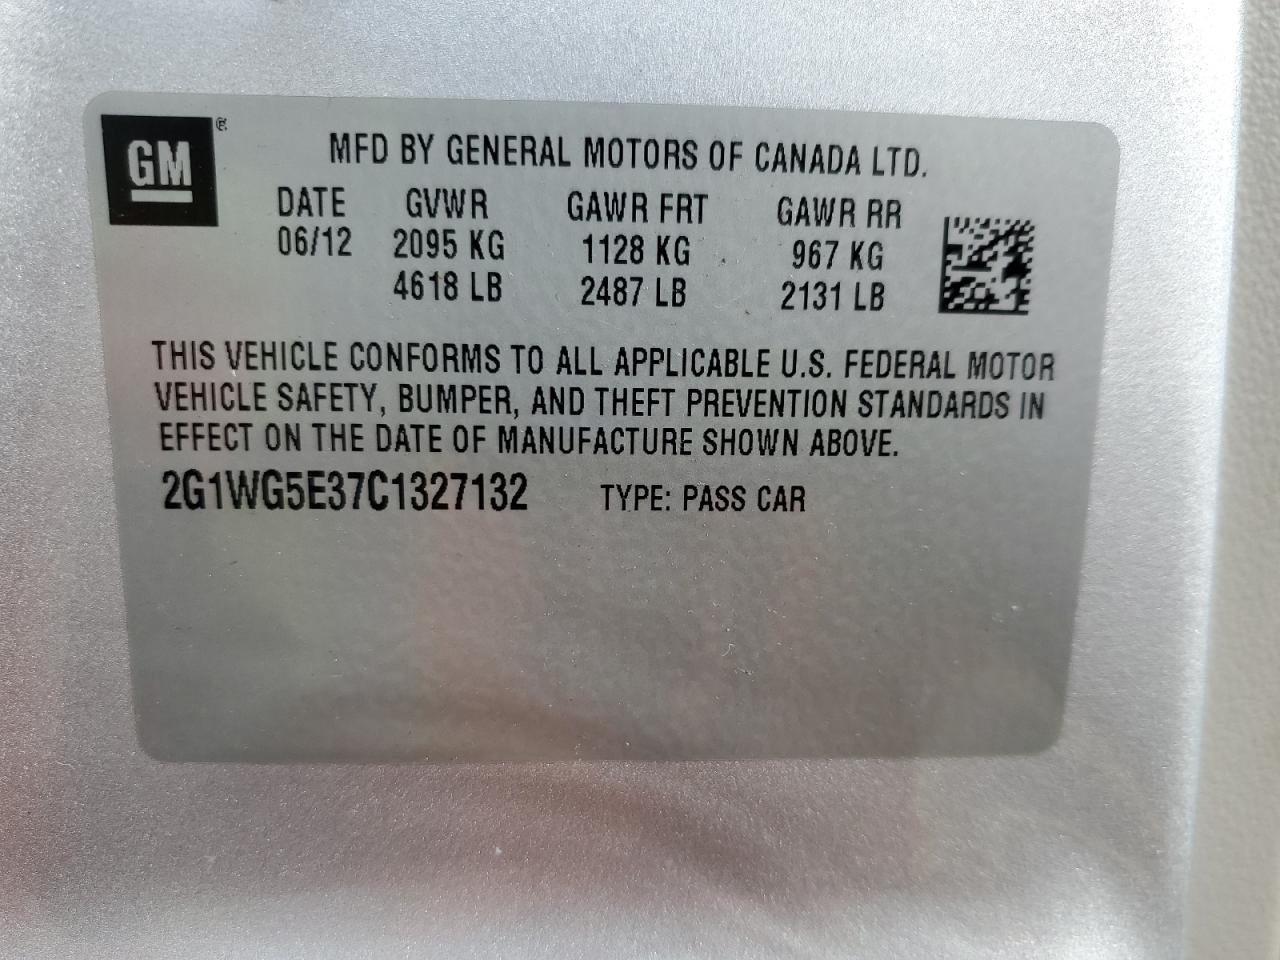 GM®
MFD BY GENERAL MOTORS OF CANADA LTD.
DATE GVWR GAWR FRT GAWR RR
06/12 2095 KG 1128 KG 967 KG
4618 LB 2487 LB 2131 LB
THIS VEHICLE CONFORMS TO ALL APPLICABLE U.S. FEDERAL MOTOR
VEHICLE SAFETY, BUMPER, AND THEFT PREVENTION STANDARDS IN
EFFECT ON THE DATE OF MANUFACTURE SHOWN ABOVE.
2G1WG5E37C1327132 TYPE: PASS CAR